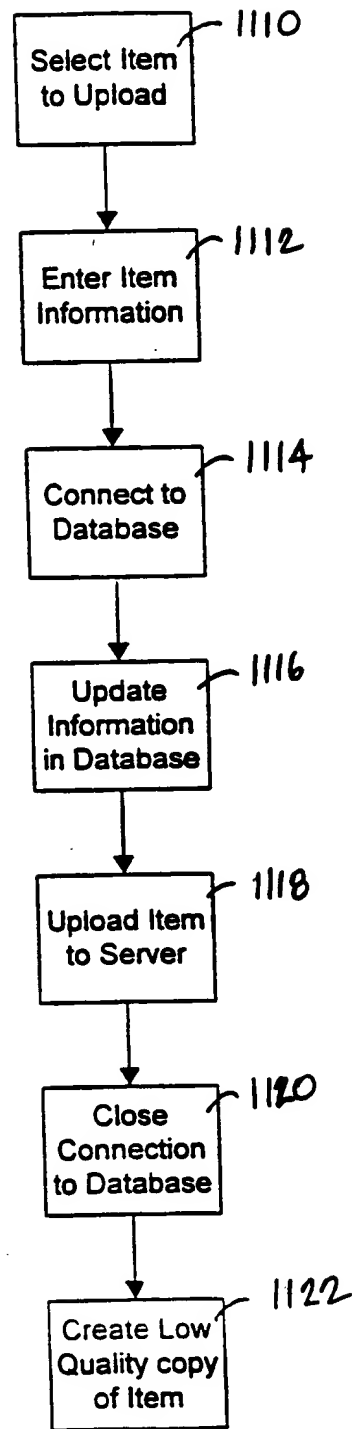 1110
Select Item
to Upload
1112
Enter Item
Information
1114
Connect to
Database
1116
Update
Information
in Database
1118
Upload Item
to Server
1120
Close
Connection
to Database
1122
Create Low
Quality copy
of Item